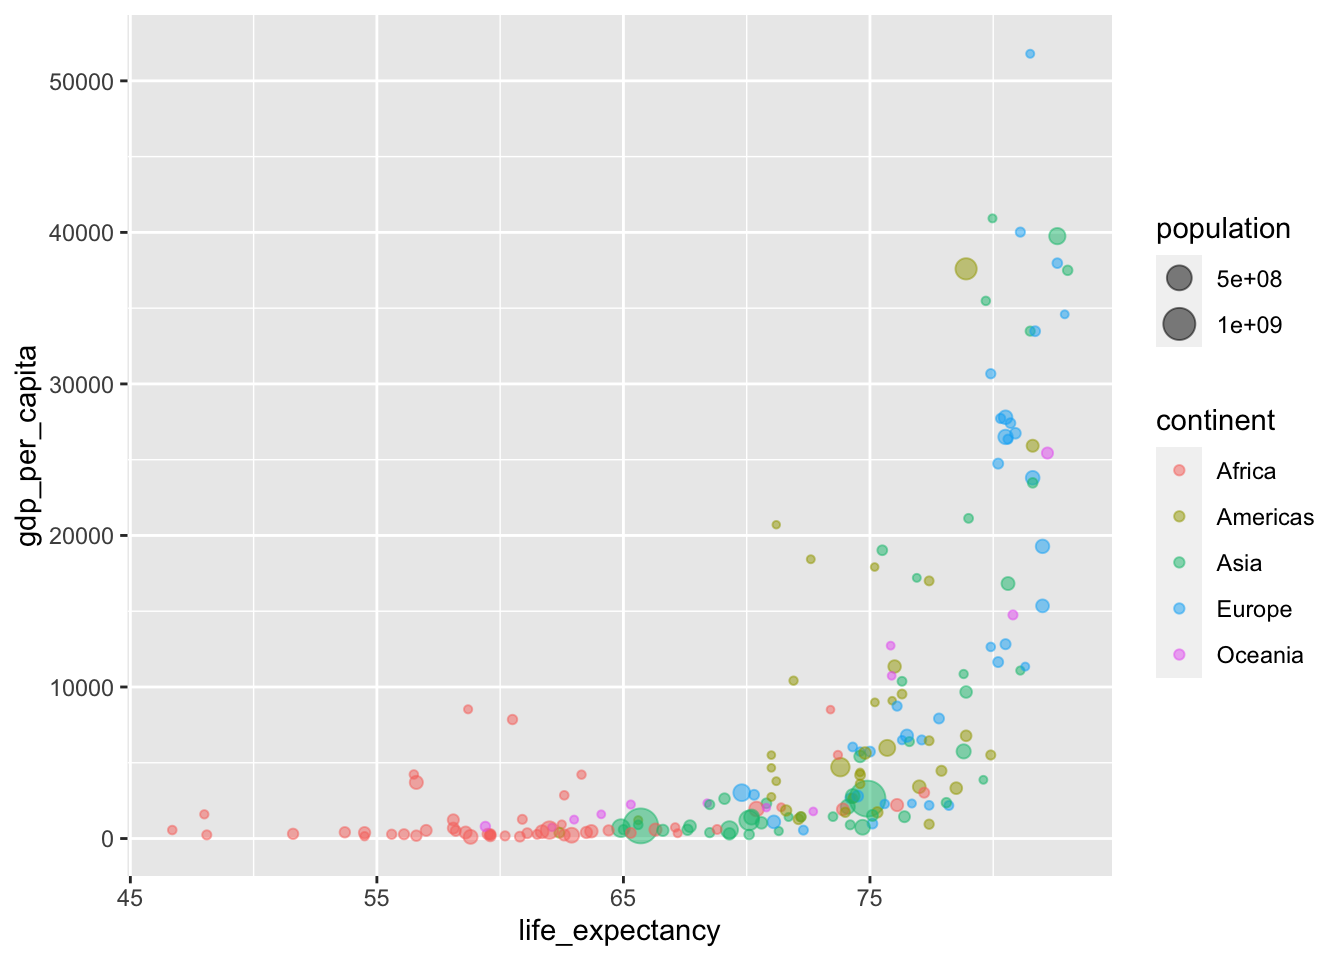 gdp_per_capita
50000
40000
30000
20000
10000
0
45
55
65
75
life_expectancy
population
5e+08
1e+09
continent
Africa
Americas
Asia
Europe
Oceania